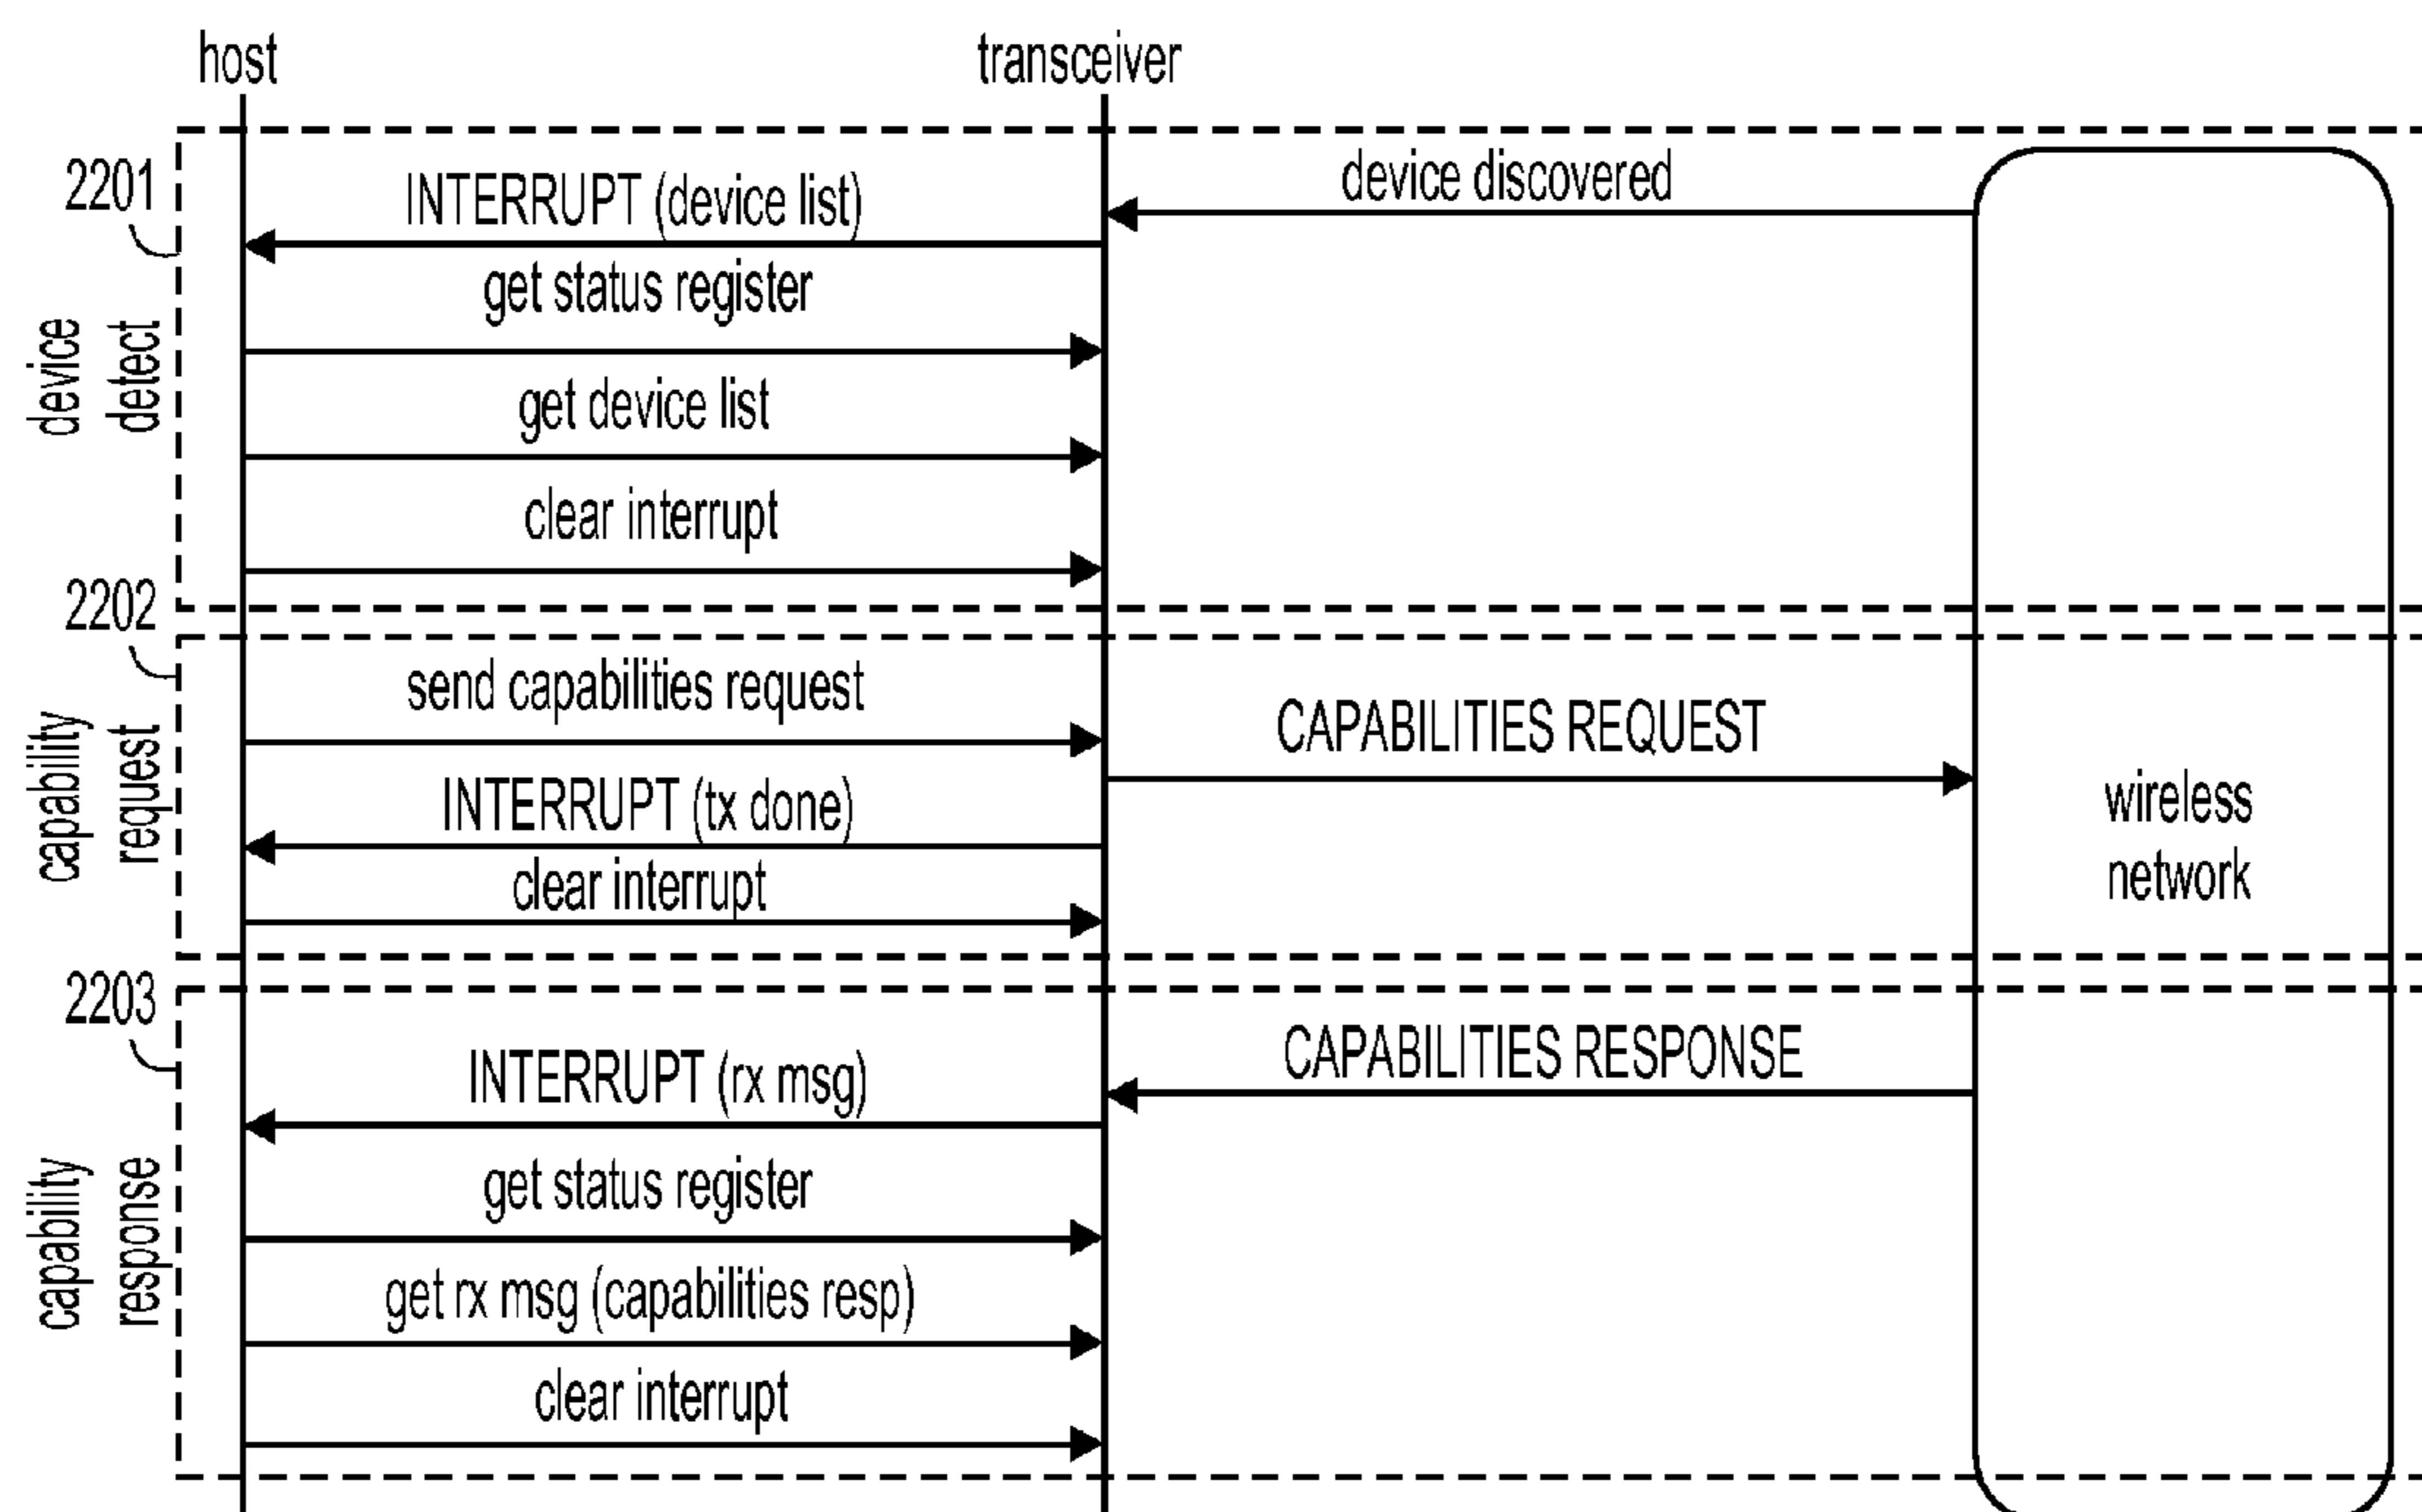 host
transceiver
2201
device
detect
device discovered
INTERRUPT (device list)
get status register
get device list
clear interrupt
2202
capability
request
send capabilities request
CAPABILITIES REQUEST
INTERRUPT (tx done)
clear interrupt
wireless
network
2203
capability
response
CAPABILITIES RESPONSE
INTERRUPT (rx msg)
get status register
get rx msg (capabilities resp)
clear interrupt